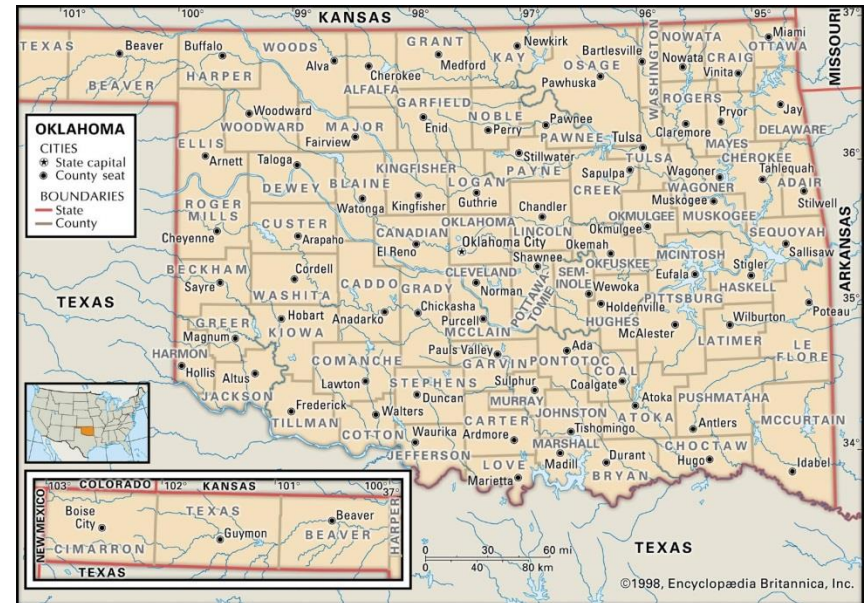 101
100
99
98
97
96
95
37°
KANSAS
MISSOURI
TEXAS
Beaver
BEAVER
Buffalo
HARPER
WOODS
Alva
Cherokee
ALFALFA
GRANT
Medford
Newkirk
KAY
Bartlesville
OSAGE
Pawhuska
WASHINGTON
NOWATA
Nowata
CRAIG
Vinita
Miami
OTTAWA
Woodward
WOODWARD
MAJOR
Fairview
GARFIELD
Enid
NOBLE
Perry
Pawnee
PAWNEE
Tulsa
TULSA
ROGERS
Claremore
Pryor
MAYES
Jay
DELAWARE
36°
OKLAHOMA
CITIES
State capital
County seat
BOUNDARIES
State
County
ELLIS
Arnett
Taloga
DEWEY
BLAINE
Watonga
KINGFISHER
Kingfisher
LOGAN
Guthrie
Stillwater
PAYNE
Sapulpa
CREEK
Wagoner
WAGONER
CHEROKEE
Tahlequah
ADAIR
Stilwell
ROGER
MILLS
Cheyenne
CUSTER
Arapaho
CANADIAN
El Reno
OKLAHOMA
Oklahoma City
Chandler
LINCOLN
Okmulgee
OKMULGEE
Muskogee
MUSKOGEE
SEQUOYAH
Sallisaw
ARKANSAS
BECKHAM
Sayre
Cordell
WASHITA
CADDO
Anadarko
GRADY
Chickasha
CLEVELAND
Norman
Shawnee
POTTAWA-
TOMIE
SEM-
INOLE
Wewoka
Okemah
OKFUSKEE
MCINTOSH
Eufala
Stigler
HASKELL
35°
TEXAS
GREER
Magnum
Hobart
KIOWA
Purcell
MCCLAIN
Holdenville
HUGHES
PITTSBURG
McAlester
Wilburton
LATIMER
Poteau
LE
FLORE
HARMON
Hollis
Altus
JACKSON
COMANCHE
Lawton
STEPHENS
Duncan
Pauls Valley
GARVIN
Ada
PONTOTOC
COAL
Coalgate
Frederick
TILLMAN
Walters
COTTON
Waurika
JEFFERSON
Sulphur
MURRAY
CARTER
Ardmore
JOHNSTON
Tishomingo
Atoka
ATOKA
PUSHMATAHA
Antlers
MCCURTAIN
Idabel
34°
LOVE
Marietta
MARSHALL
Madill
Durant
BRYAN
CHOCTAW
Hugo
103°
COLORADO
102°
KANSAS
101°
100°
37°
NEW MEXICO
Boise
City
CIMARRON
TEXAS
Guymon
Beaver
BEAVER
HARPER
TEXAS
0 30 60 mi
0 40 80 km
TEXAS
©1998, Encyclopædia Britannica, Inc.